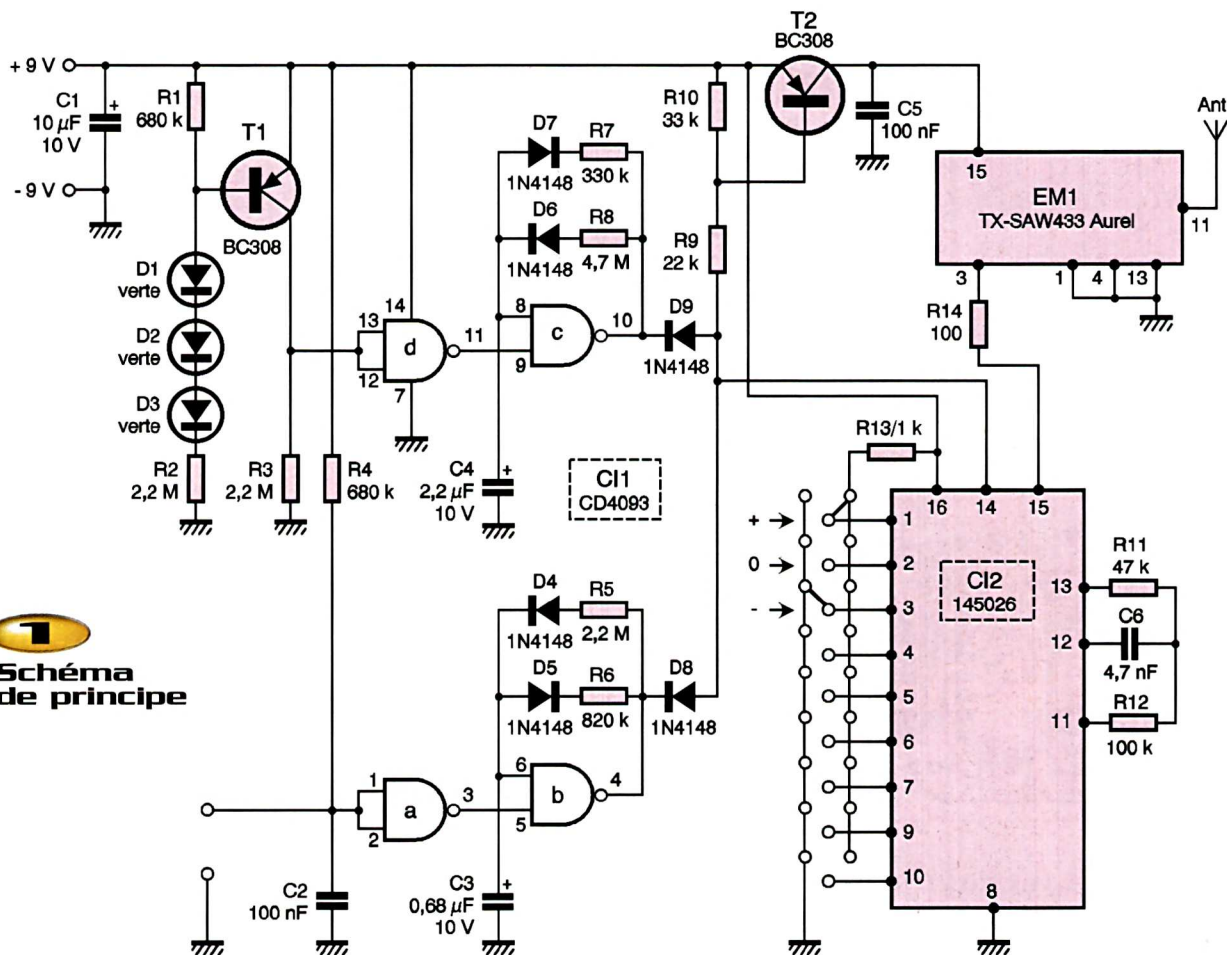 T2
BC308
+ 9 V
- 9 V
C1
10 µF
10 V
+
R1
680 k
T1
BC308
D1
verte
D2
verte
D3
verte
R2
2,2 M
R3
2,2 M
R4
680 k
D7
1N4148
R7
330 k
D6
1N4148
R8
4,7 M
14
13
12
d
11
7
8
9
c
10
D9
1N4148
C4
2,2 µF
10 V
+
CI1
CD4093
R10
33 k
R9
22 k
C5
100 nF
Ant
15
EM1
TX-SAW433 Aurel
11
3
1
4
13
R14
100
R13/1 k
16
14
15
+
0
-
1
2
3
4
5
6
7
9
10
CI2
145026
13
12
11
8
R11
47 k
C6
4,7 nF
R12
100 k
1
Schéma
de principe
D4
1N4148
R5
2,2 M
D5
1N4148
R6
820 k
D8
1N4148
1
2
a
3
6
5
b
4
C2
100 nF
C3
0,68 µF
10 V
+